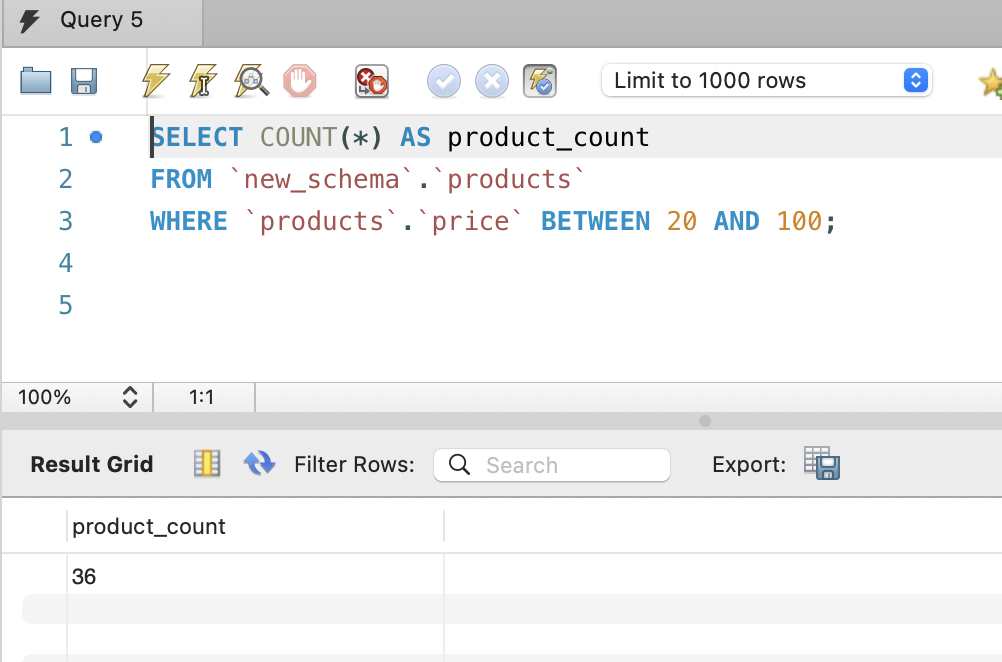 Query 5
Limit to 1000 rows
1 SELECT COUNT(*) AS product_count
2 FROM `new_schema`.`products`
3 WHERE `products`.`price` BETWEEN 20 AND 100;
4
5
100% 1:1
Result Grid Filter Rows: Search Export:
product_count
36